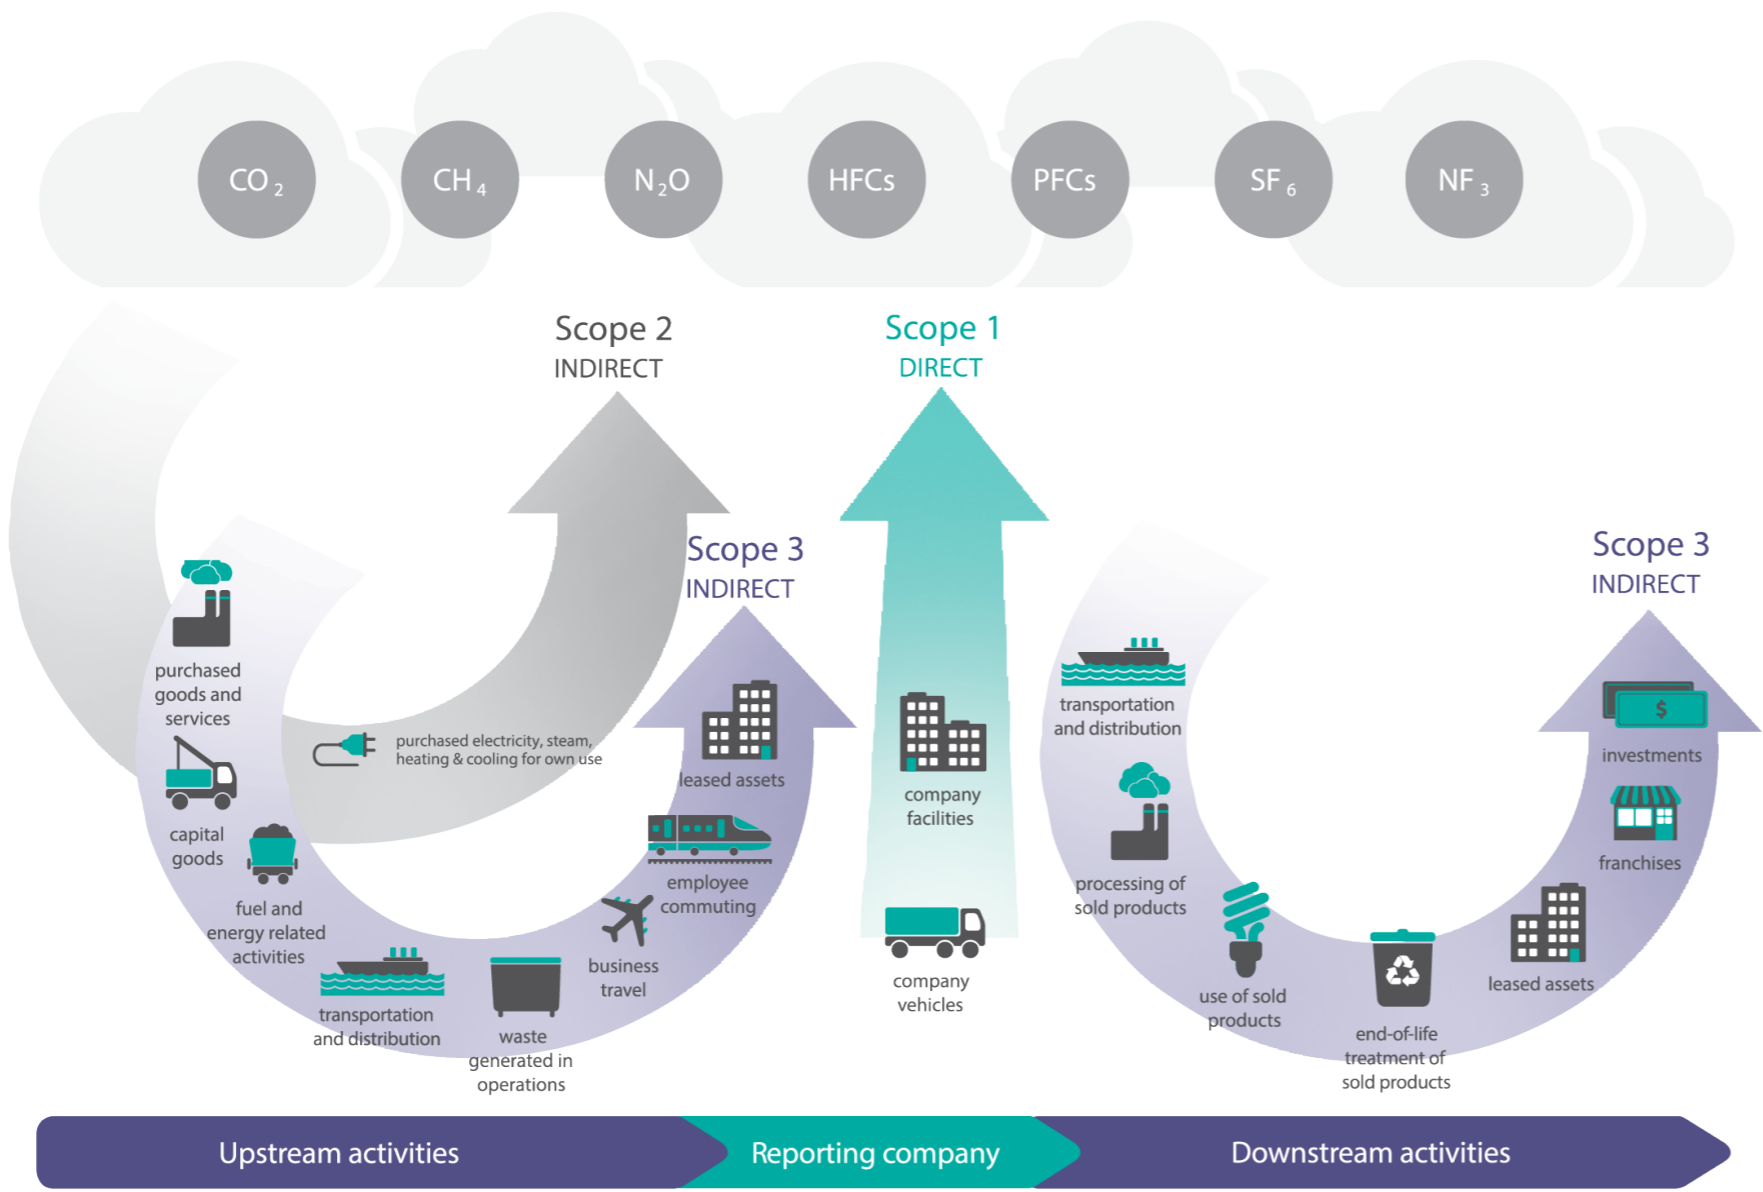 CO2
CH4
N2O
HFCs
PFCs
SF6
NF3
Scope 2
INDIRECT
Scope 1
DIRECT
Scope 3
INDIRECT
Scope 3
INDIRECT
purchased
goods and
services
capital
goods
fuel and
energy related
activities
transportation
and distribution
waste
generated in
operations
business
travel
employee
commuting
leased assets
purchased electricity, steam,
heating & cooling for own use
company
facilities
company
vehicles
transportation
and distribution
processing of
sold products
use of sold
products
end-of-life
treatment of
sold products
leased assets
franchises
$
investments
Upstream activities
Reporting company
Downstream activities